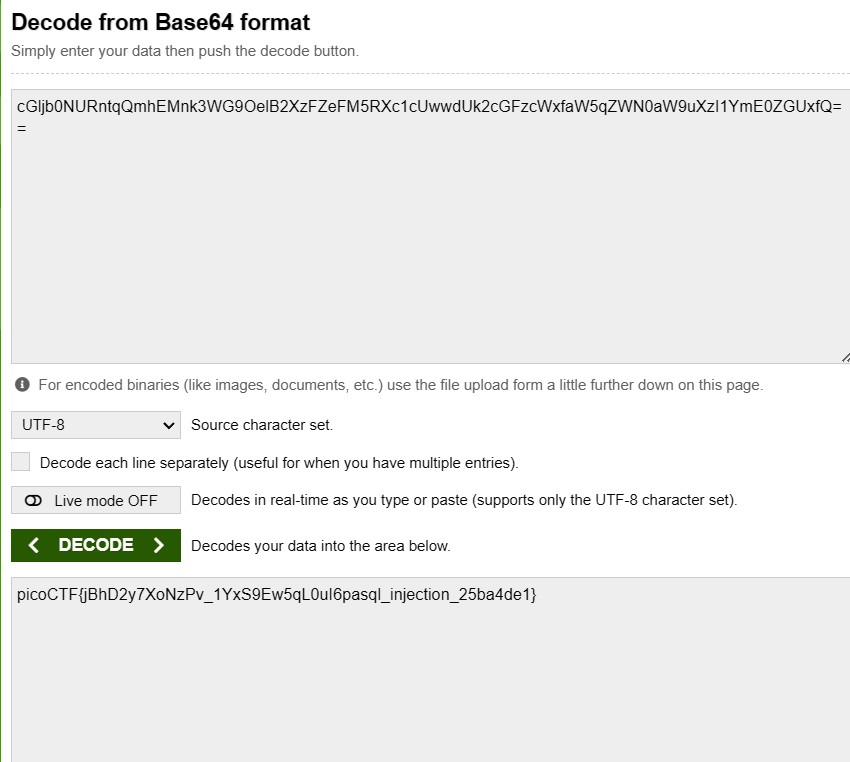 Decode from Base64 format
Simply enter your data then push the decode button.
cGljb0NURntqQmhEMnk3WG9OelB2XzFZeFM5RXc1cUwwdUk2cGFzcWxfaW5qZWN0aW9uXzI1YmE0ZGUxfQ=
=
For encoded binaries (like images, documents, etc.) use the file upload form a little further down on this page.
UTF-8 Source character set.
Decode each line separately (useful for when you have multiple entries).
Live mode OFF Decodes in real-time as you type or paste (supports only the UTF-8 character set).
DECODE Decodes your data into the area below.
picoCTF{jBhD2y7XoNzPv_1YxS9Ew5qL0uI6pasql_injection_25ba4de1}